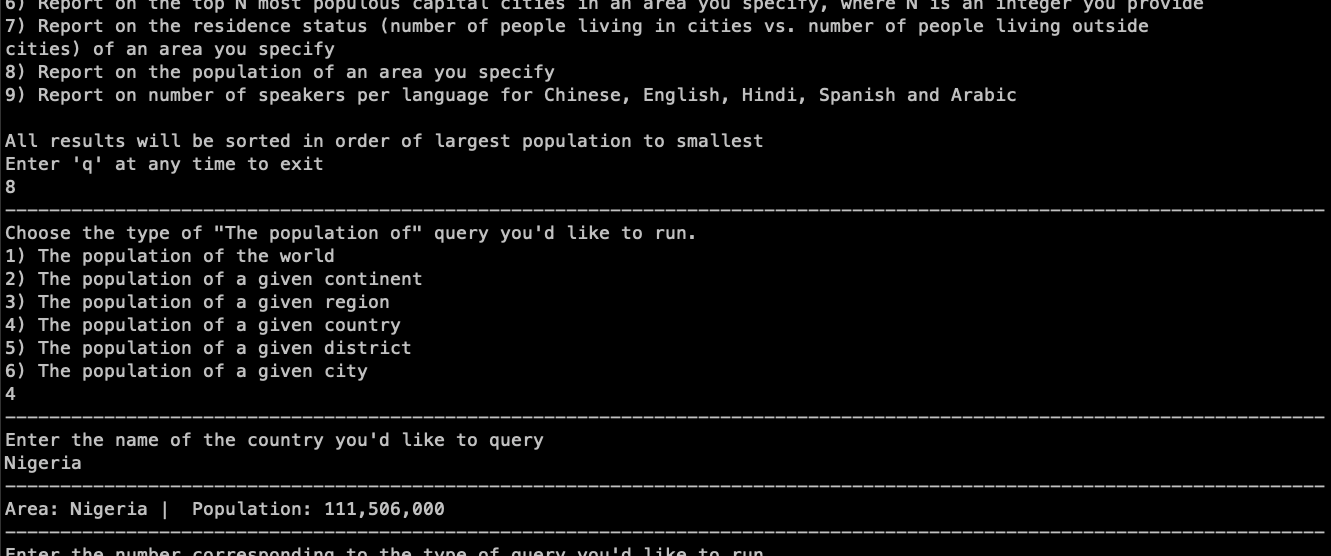 6) Report on the top N most populous capital cities in an area you specify, where N is an integer you provide
7) Report on the residence status (number of people living in cities vs. number of people living outside
cities) of an area you specify
8) Report on the population of an area you specify
9) Report on number of speakers per language for Chinese, English, Hindi, Spanish and Arabic
All results will be sorted in order of largest population to smallest
Enter 'q' at any time to exit
8
Choose the type of "The population of" query you'd like to run.
1) The population of the world
2) The population of a given continent
3) The population of a given region
4) The population of a given country
5) The population of a given district
6) The population of a given city
4
Enter the name of the country you'd like to query
Nigeria
Area: Nigeria |  Population: 111,506,000
Enter the number corresponding to the type of query you'd like to run